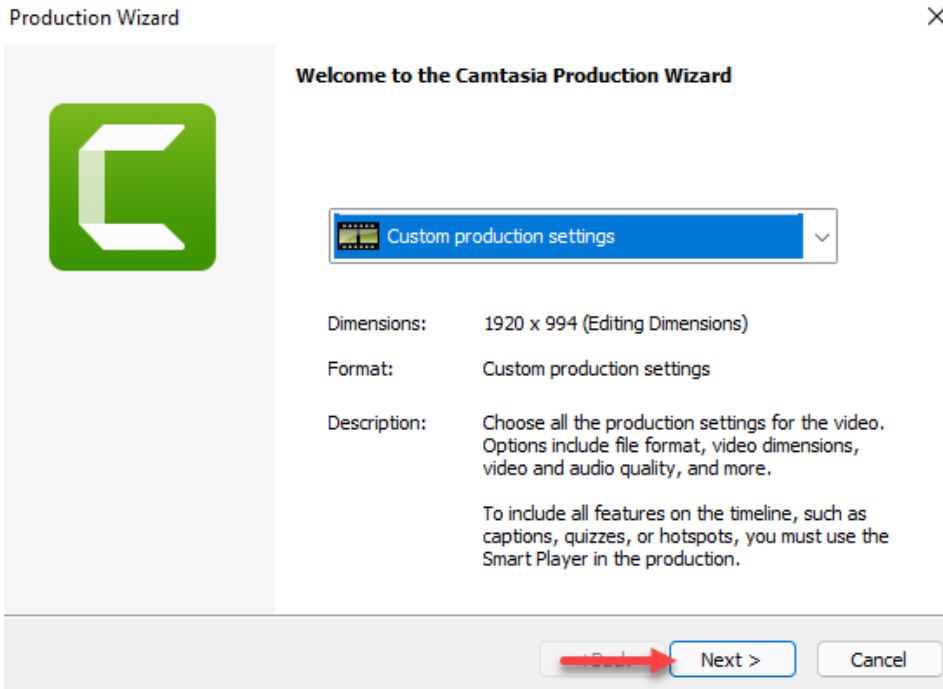 Production Wizard
Welcome to the Camtasia Production Wizard
Custom production settings
Dimensions: 1920 x 994 (Editing Dimensions)
Format: Custom production settings
Description: Choose all the production settings for the video.
Options include file format, video dimensions,
video and audio quality, and more.
To include all features on the timeline, such as
captions, quizzes, or hotspots, you must use the
Smart Player in the production.
Next > Cancel